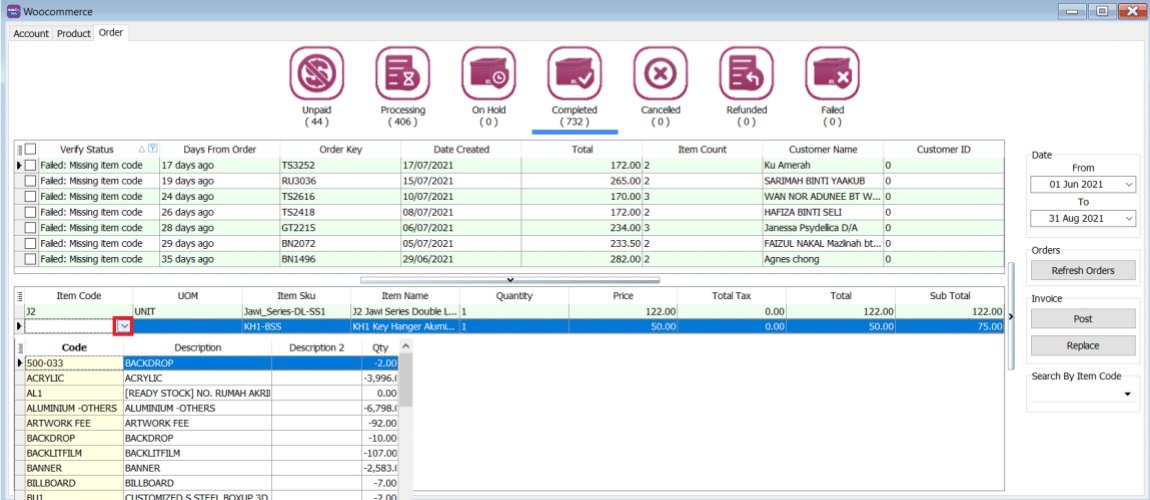 Woocommerce
Account Product Order
Unpaid Processing On Hold Completed Cancelled Refunded Failed
( 44 ) ( 406 ) ( 0 ) ( 732 ) ( 0 ) ( 0 ) ( 0 )
Verify Status Days From Order Order Key Date Created Total Item Count Customer Name Customer ID
Failed: Missing item code 17 days ago TS3252 17/07/2021 172.00 2 Ku Amerah 0
Failed: Missing item code 19 days ago RU3036 15/07/2021 265.00 2 SARIMAH BINTI YAAKUB 0
Failed: Missing item code 24 days ago TS2616 10/07/2021 170.00 3 WAN NOR ADUNEE BT W... 0
Failed: Missing item code 26 days ago TS2418 08/07/2021 172.00 2 HAFIZA BINTI SELI 0
Failed: Missing item code 28 days ago GT2215 06/07/2021 234.00 3 Janessa Psydelica D/A 0
Failed: Missing item code 29 days ago BN2072 05/07/2021 233.50 2 FAIZUL NAKAL Mazlinah bt... 0
Failed: Missing item code 35 days ago BN1496 29/06/2021 282.00 2 Agnes chong 0
Item Code UOM Item Sku Item Name Quantity Price Total Tax Total Sub Total
J2 UNIT Jawi_Series-DL-SS1 J2 Jawi Series Double L... 1 122.00 0.00 122.00 122.00
KH1-BSS KH1 Key Hanger Alumi... 1 50.00 0.00 50.00 75.00
Code Description Description 2 Qty
500-033 BACKDROP -2.00
ACRYLIC ACRYLIC -3,996.0
AL1 [READY STOCK] NO. RUMAH AKRI 0.00
ALUMINIUM -OTHERS ALUMINIUM -OTHERS -6,798.0
ARTWORK FEE ARTWORK FEE -92.00
BACKDROP BACKDROP -10.00
BACKLITFILM BACKLITFILM -107.00
BANNER BANNER -2,583.0
BILLBOARD BILLBOARD -7.00
BU1 CUSTOMIZED S.STEEL BOXUP 3D -2.00
Date
From
01 Jun 2021
To
31 Aug 2021
Orders
Refresh Orders
Invoice
Post
Replace
Search By Item Code